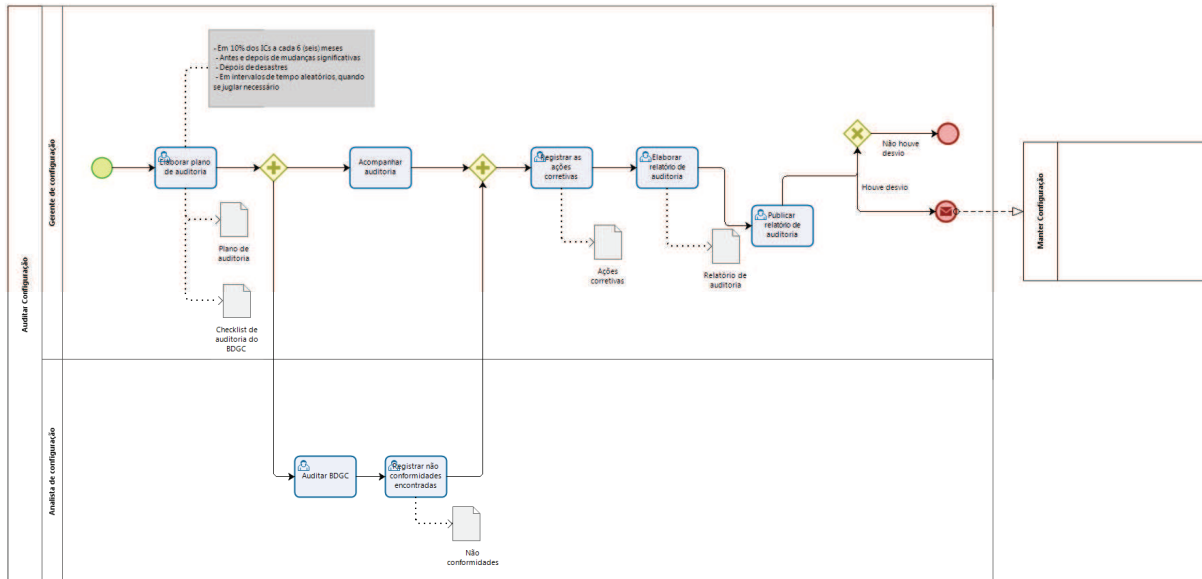 Auditar Configuração
Gerente de configuração
- Em 10% dos ICs a cada 6 (seis) meses
- Antes e depois de mudanças significativas
- Depois de desastres
- Em intervalos de tempo aleatórios, quando
se juglar necessário
Elaborar plano
de auditoria
Plano de
auditoria
Checklist de
auditoria do
BDGC
Acompanhar
auditoria
Registrar as
ações
corretivas
Ações
corretivas
Elaborar
relatório de
auditoria
Relatório de
auditoria
Publicar
relatório de
auditoria
Não houve
desvio
Houve desvio
Manter Configuração
Analista de configuração
Auditar BDGC
Registrar não
conformidades
encontradas
Não
conformidades